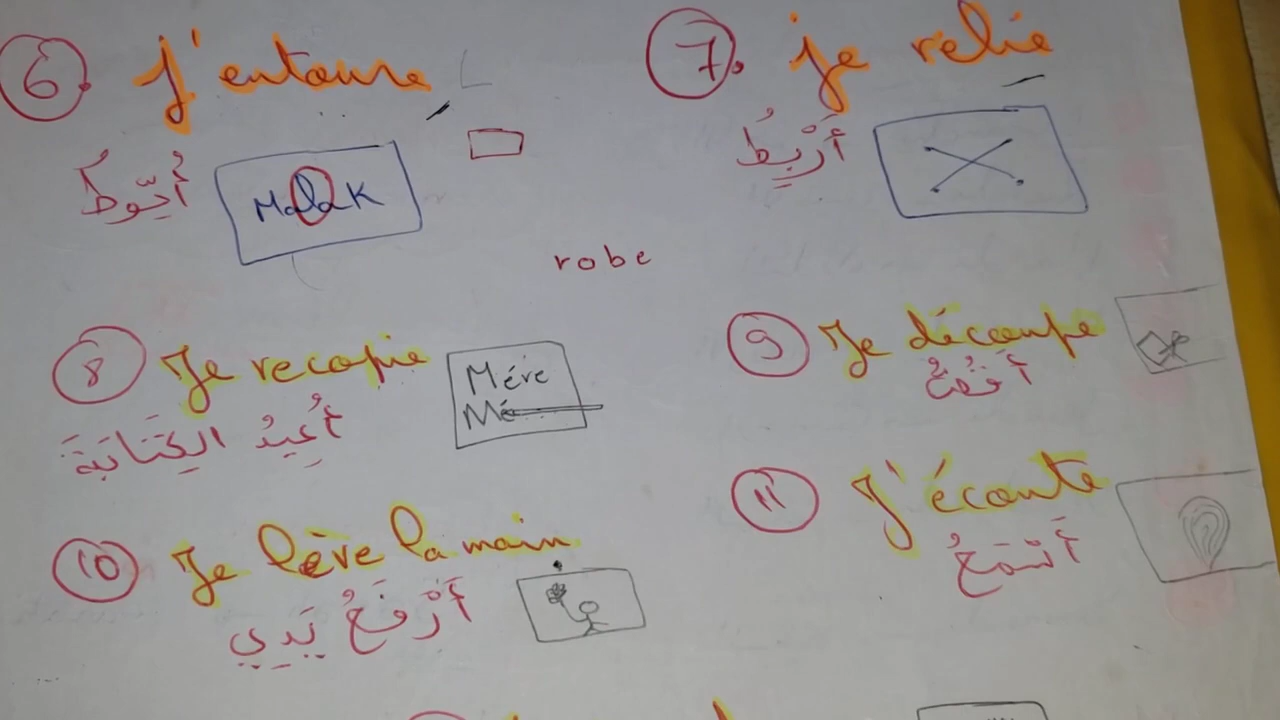 6. J'entoure
أُحَوِّطُ
Malak
7. je relie
أَرْبِطُ
robe
8 Je recopie
أُعِيدُ الكِتَابَةَ
Mére
Mé
9 Je découpe
أَقُصُّ
10 Je lève la main
أَرْفَعُ يَدِي
11 J'écoute
أَسْمَعُ